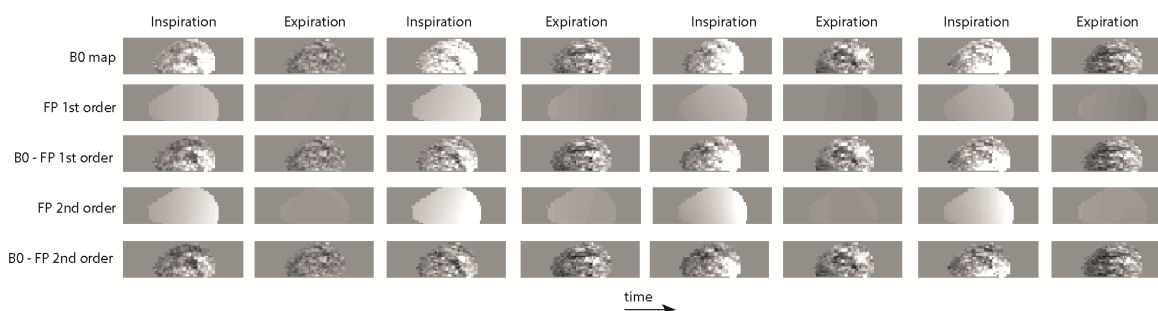 Inspiration Expiration Inspiration Expiration Inspiration Expiration Inspiration Expiration
B0 map
FP 1st order
B0 - FP 1st order
FP 2nd order
B0 - FP 2nd order
time